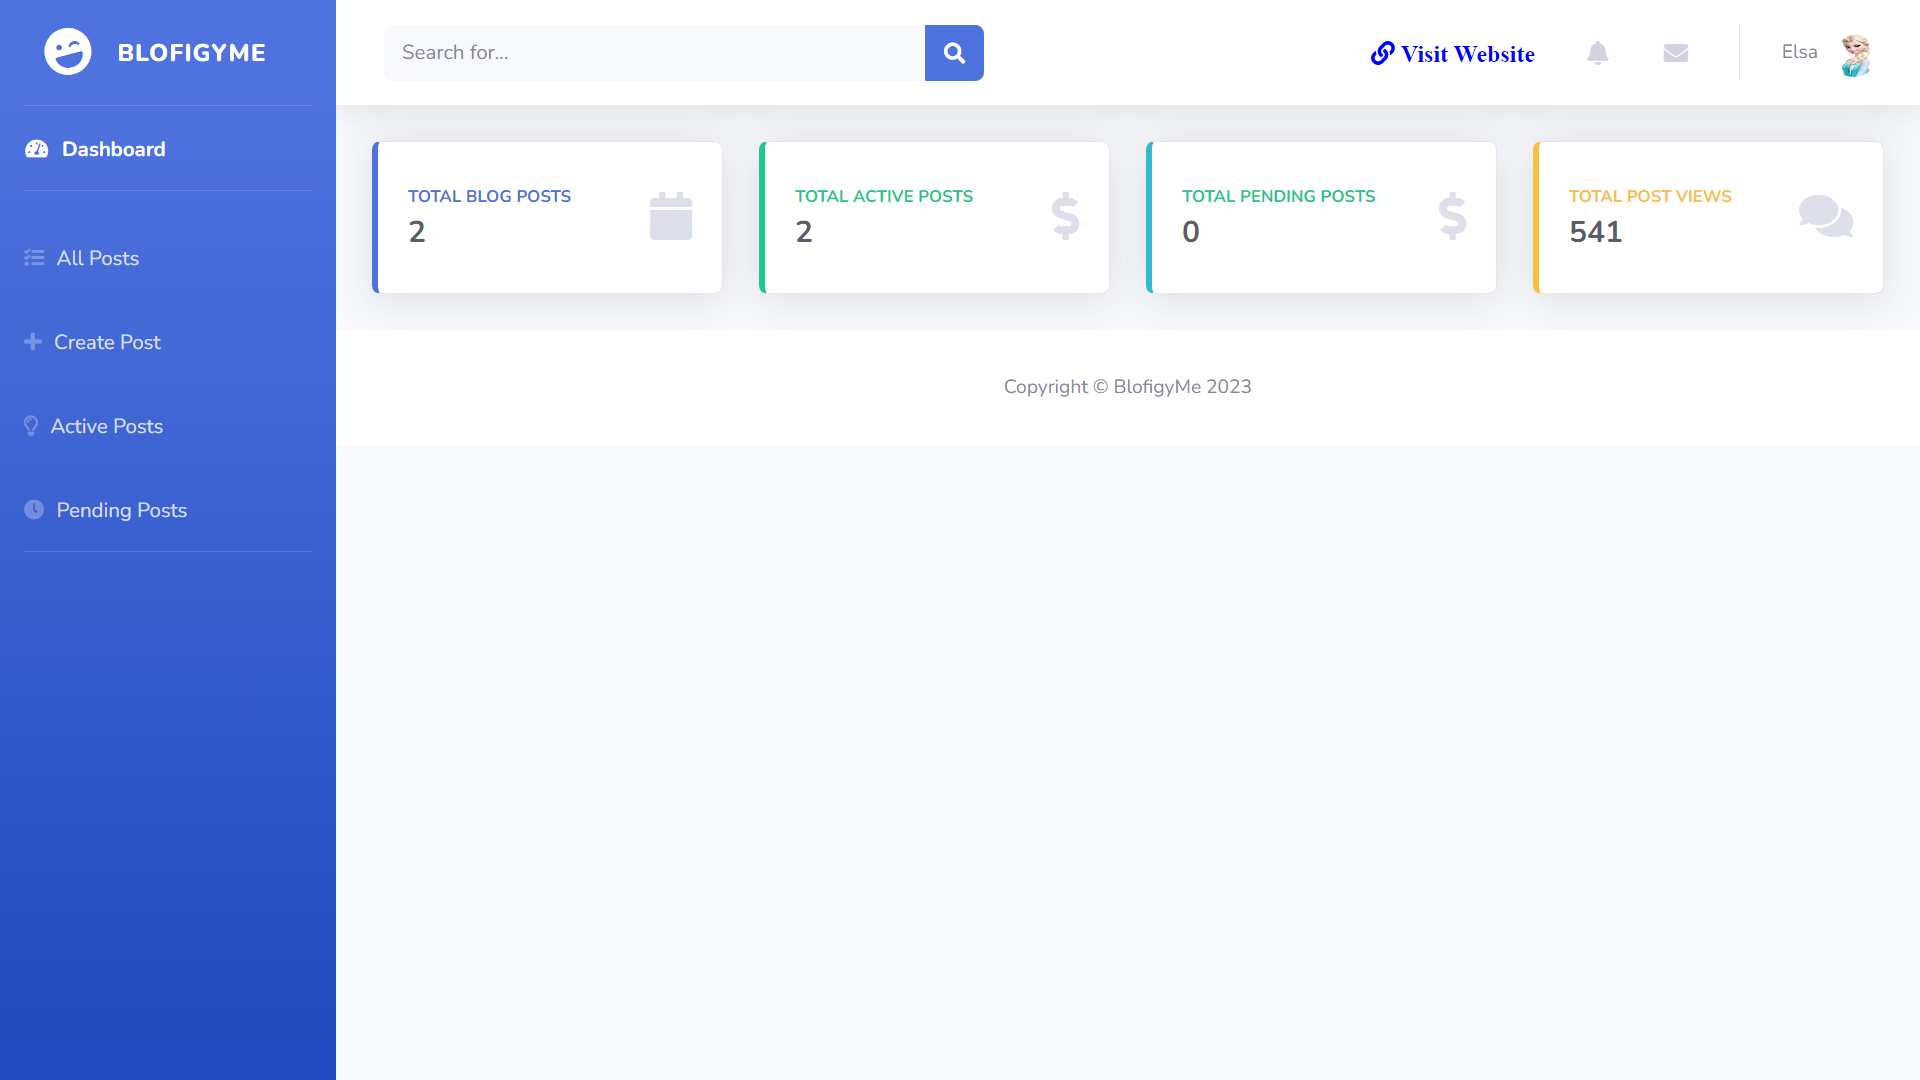 BLOFIGYME
Dashboard
All Posts
Create Post
Active Posts
Pending Posts
Search for...
Visit Website
Elsa
TOTAL BLOG POSTS
2
TOTAL ACTIVE POSTS
2
TOTAL PENDING POSTS
0
TOTAL POST VIEWS
541
Copyright © BlofigyMe 2023